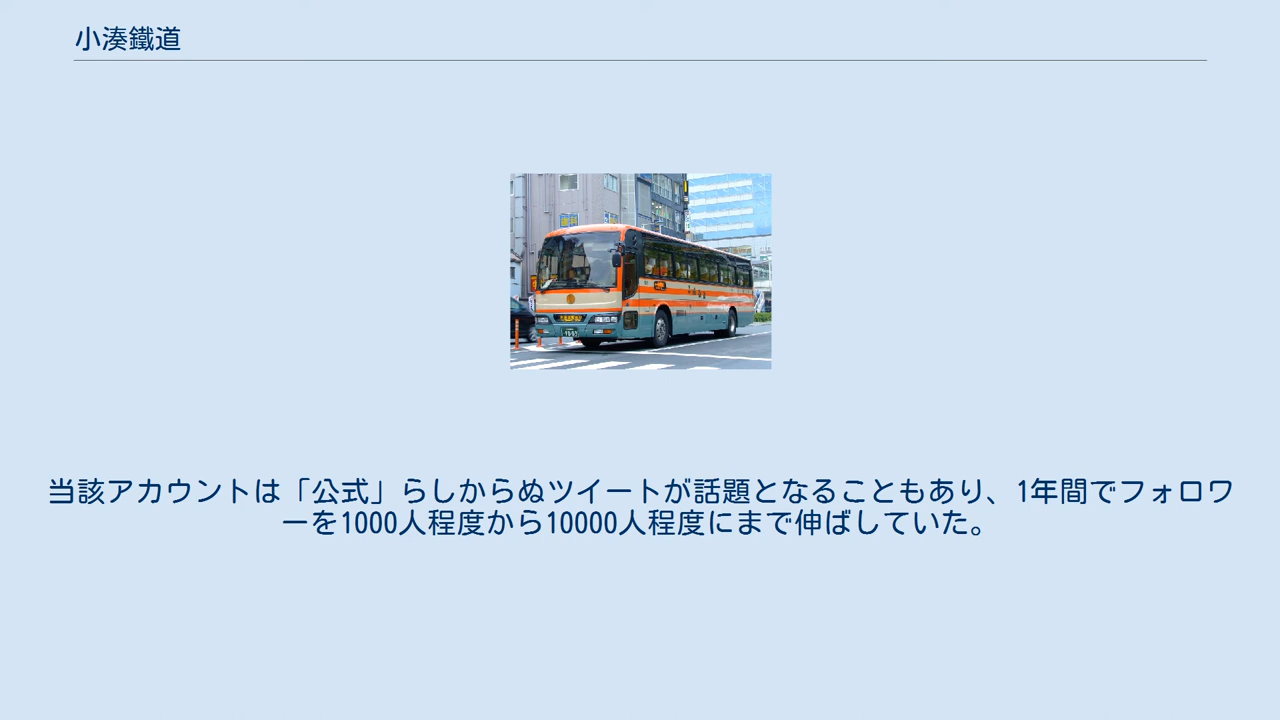 小湊鐵道
当該アカウントは「公式」らしからぬツイートが話題となることもあり、1年間でフォロワ
ーを1000人程度から10000人程度にまで伸ばしていた。